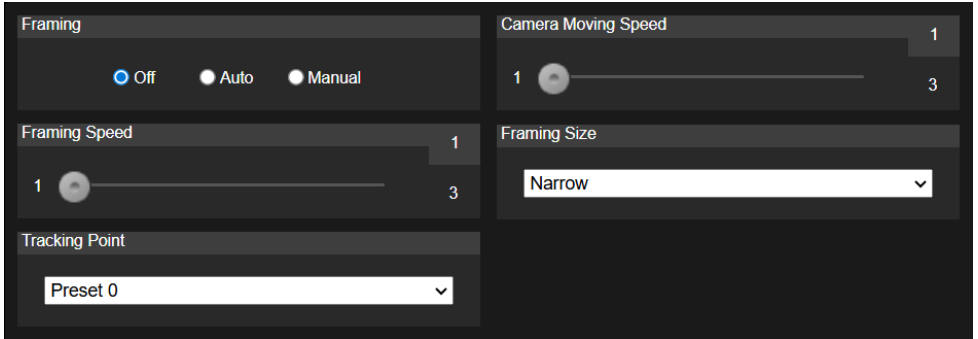 Framing
Off Auto Manual
Camera Moving Speed
1
1
3
Framing Speed
1
1
3
Framing Size
Narrow
Tracking Point
Preset 0